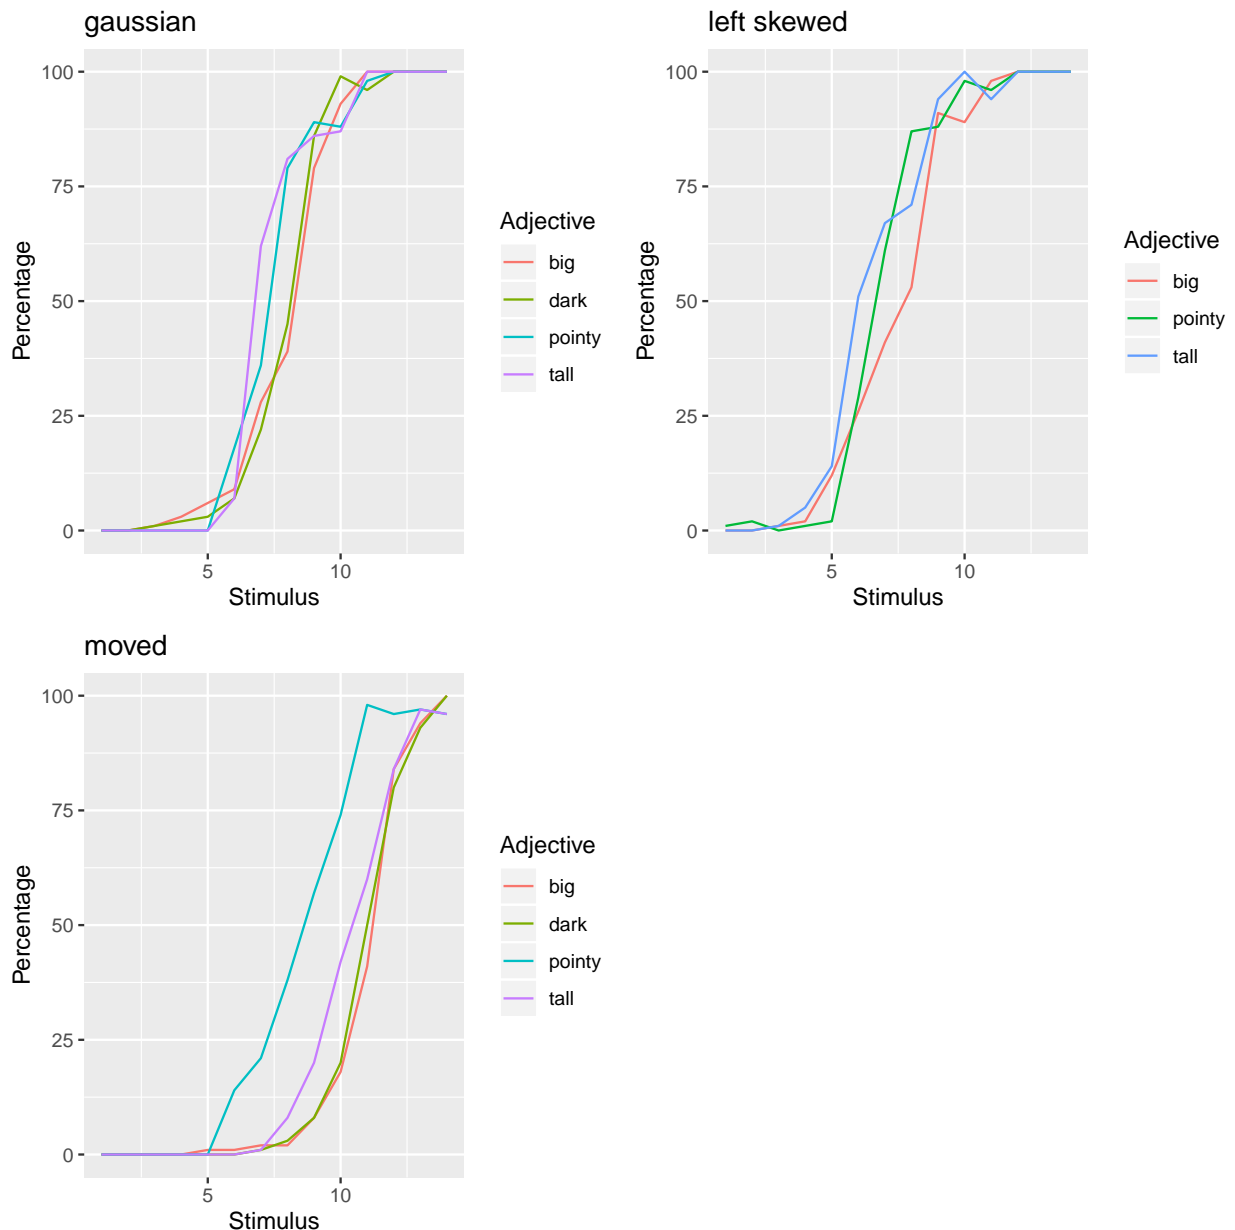 gaussian
100
75
50
25
0
Percentage
5 10
Stimulus
Adjective
big
dark
pointy
tall
left skewed
100
75
50
25
0
Percentage
5 10
Stimulus
Adjective
big
pointy
tall
moved
100
75
50
25
0
Percentage
5 10
Stimulus
Adjective
big
dark
pointy
tall